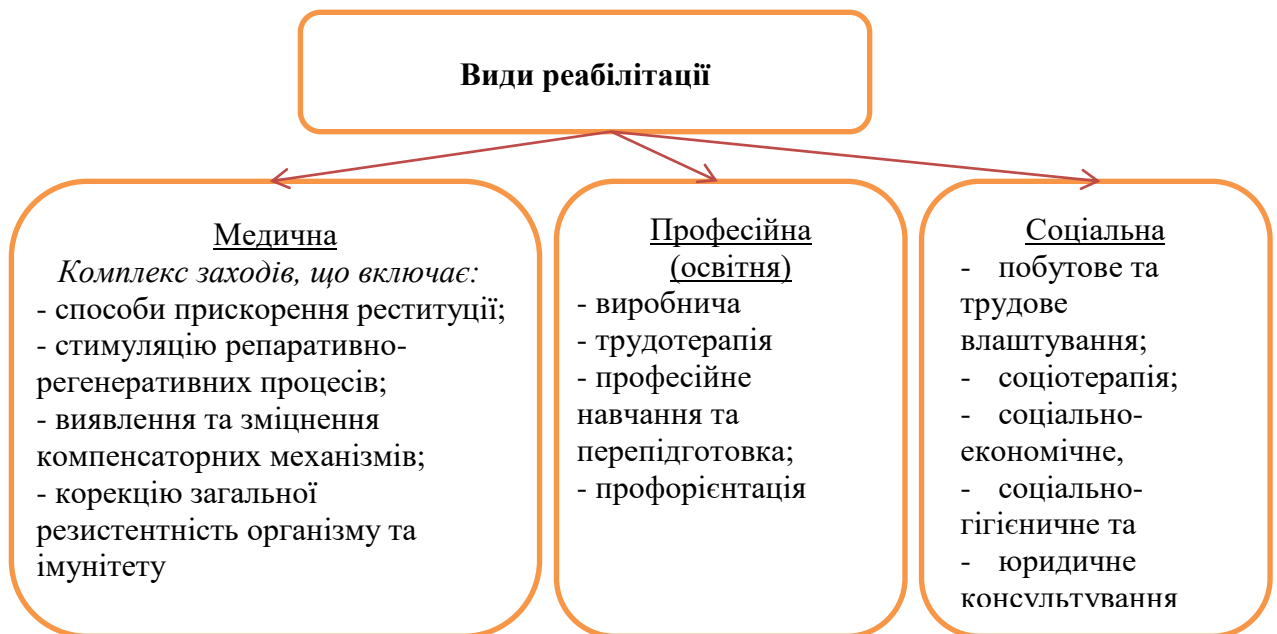 Види реабілітації
Медична
Комплекс заходів, що включає:
- способи прискорення реституції;
- стимуляцію репаративно-
регенеративних процесів;
- виявлення та зміцнення
компенсаторних механізмів;
- корекцію загальної
резистентність організму та
імунітету
Професійна
(освітня)
- виробнича
- трудотерапія
- професійне
навчання та
перепідготовка;
- профорієнтація
Соціальна
- побутове та
трудове
влаштування;
- соціотерапія;
- соціально-
економічне,
- соціально-
гігієничне та
- юридичне
консультування